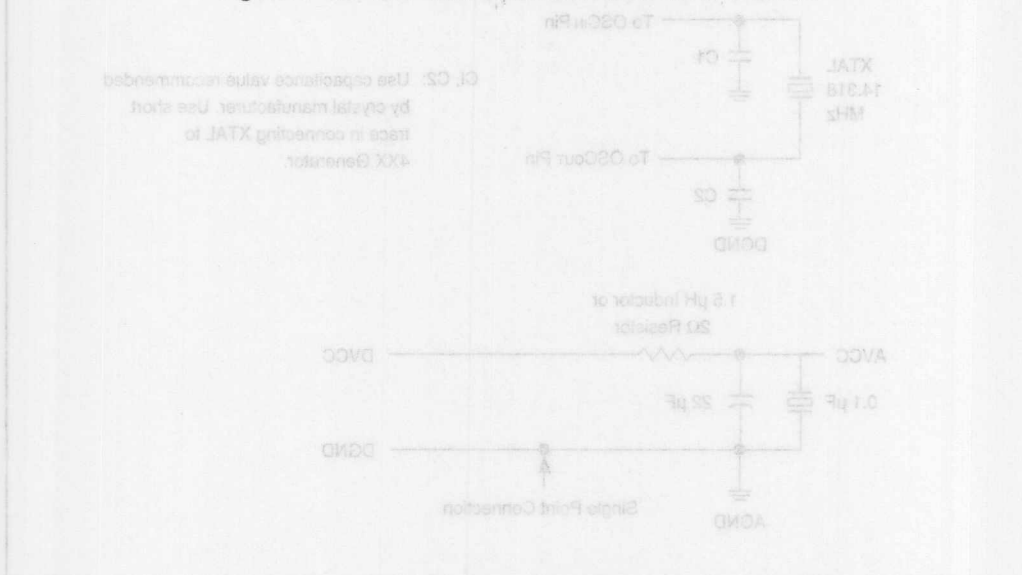 To OSCIN Pin
C1
XTAL
14.318
MHz
C1, C2: Use capacitance value recommended
by crystal manufacturer. Use short
trace in connecting XTAL to
4XX Generator.
To OSCOUT Pin
C2
DGND
1.5 µH Inductor or
2Ω Resistor
DVCC
AVCC
22 µF
0.1 µF
DGND
Single Point Connection
AGND